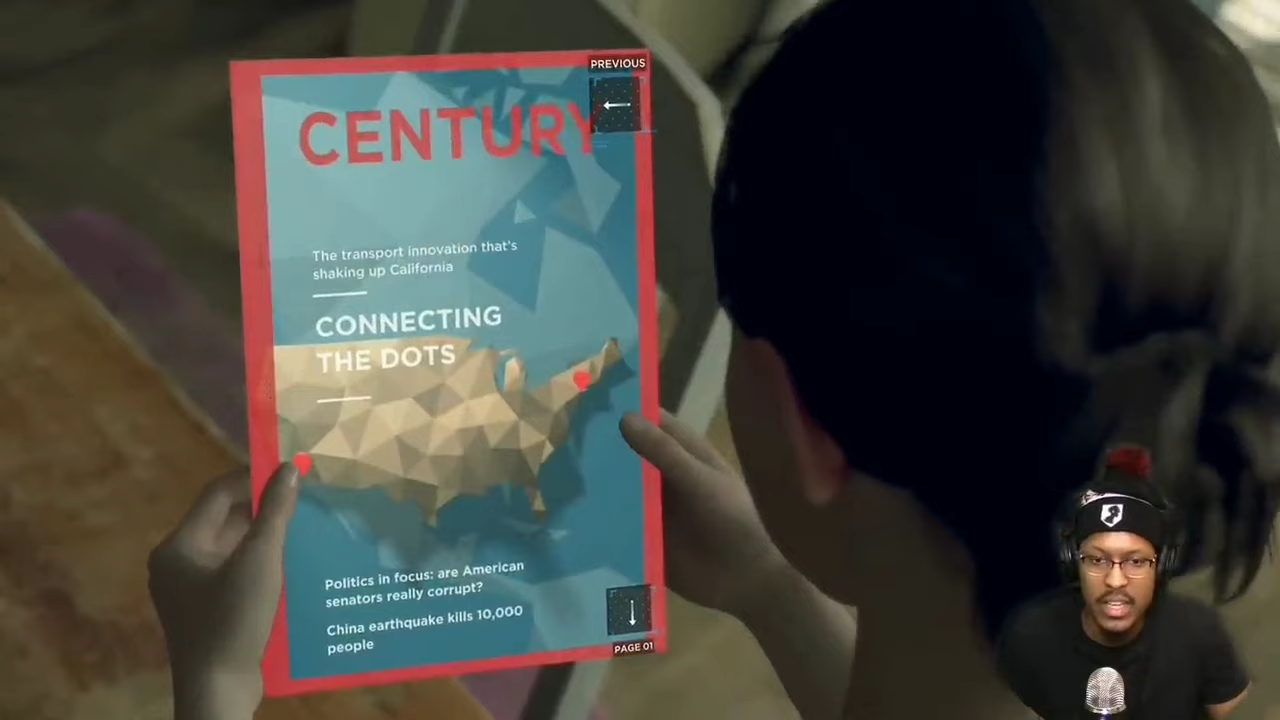 PREVIOUS
CENTURY
The transport innovation that's
shaking up California
CONNECTING
THE DOTS
Politics in focus: are American
senators really corrupt?
China earthquake kills 10,000
people
PAGE 01